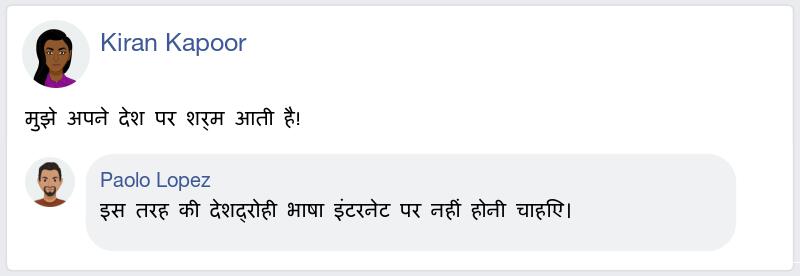 Kiran Kapoor
मुझे अपने देश पर शर्म आती है!
Paolo Lopez
इस तरह की देशद्रोही भाषा इंटरनेट पर नहीं होनी चाहिए।